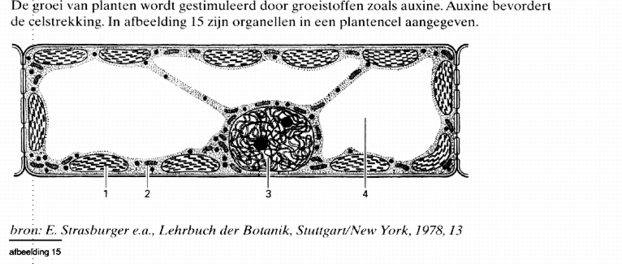 De groei van planten wordt gestimuleerd door groeistoffen zoals auxine. Auxine bevordert
de celstrekking. In afbeelding 15 zijn organellen in een plantencel aangegeven.
1 2 3 4
bron: E. Strasburger e.a., Lehrbuch der Botanik, Stuttgart/New York, 1978, 13
afbeelding 15